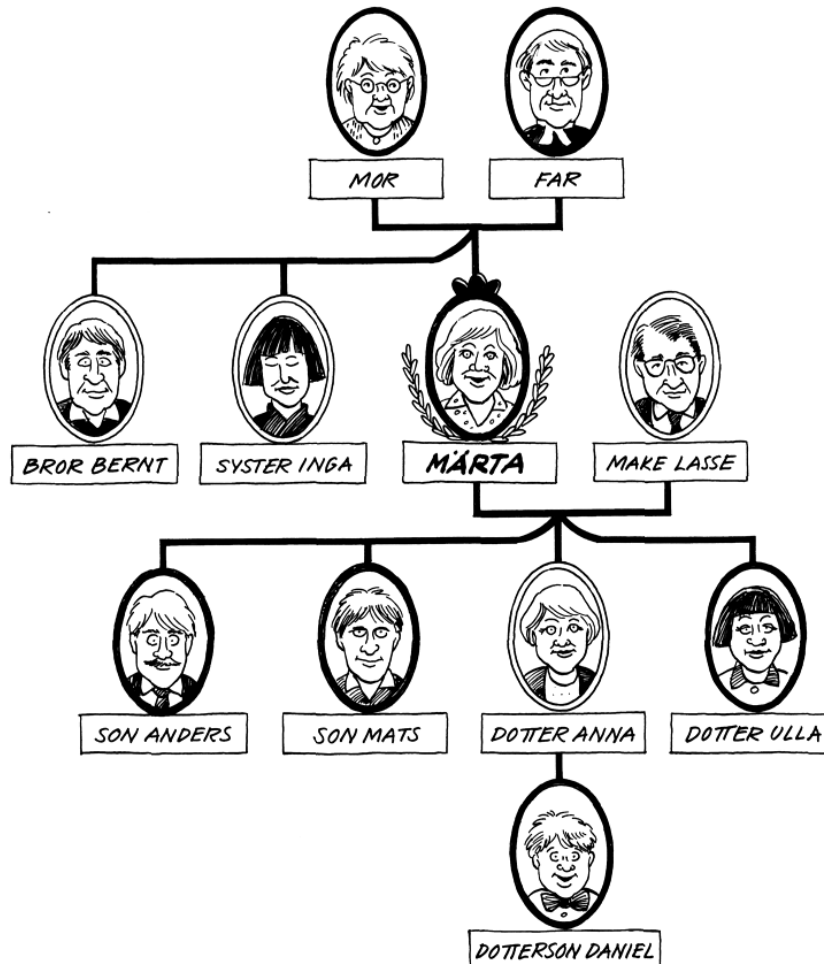 MOR
FAR
BROR BERNT
SYSTER INGA
MÄRTA
MAKE LASSE
SON ANDERS
SON MATS
DOTTER ANNA
DOTTER ULLA
DOTTERSON DANIEL